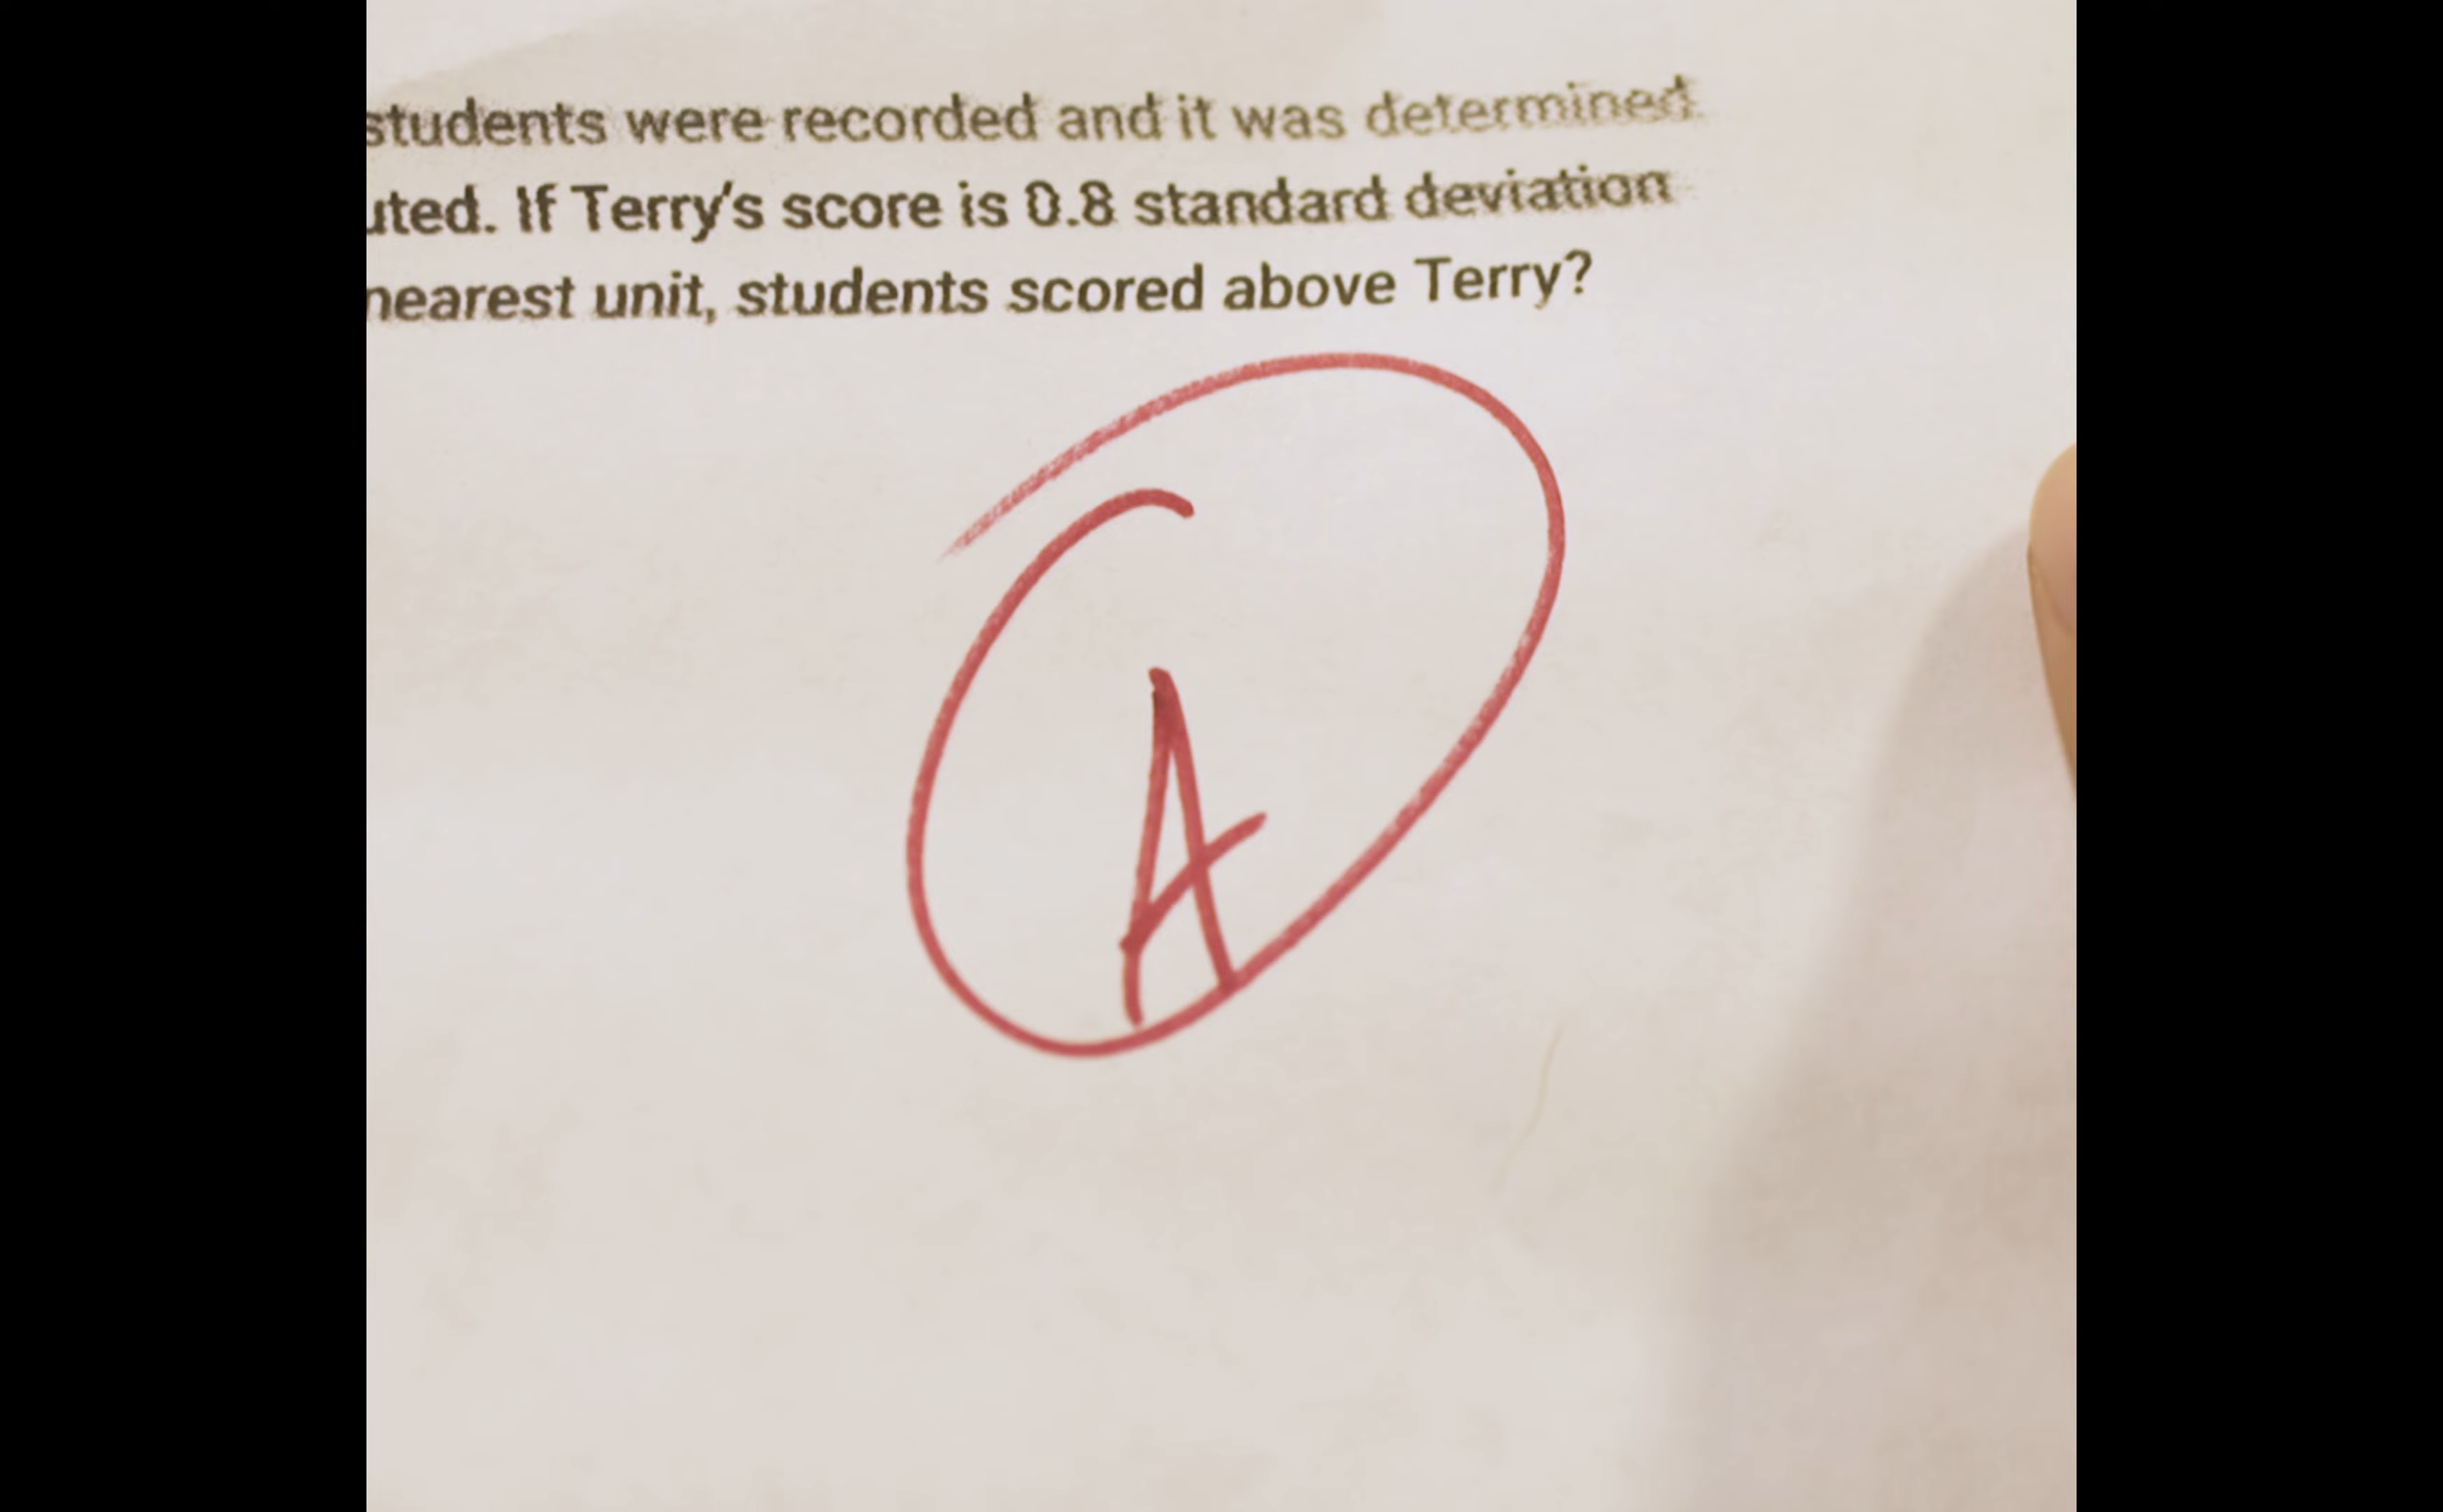 students were recorded and it was determined
uted. If Terry's score is 0.8 standard deviation
nearest unit, students scored above Terry?
A